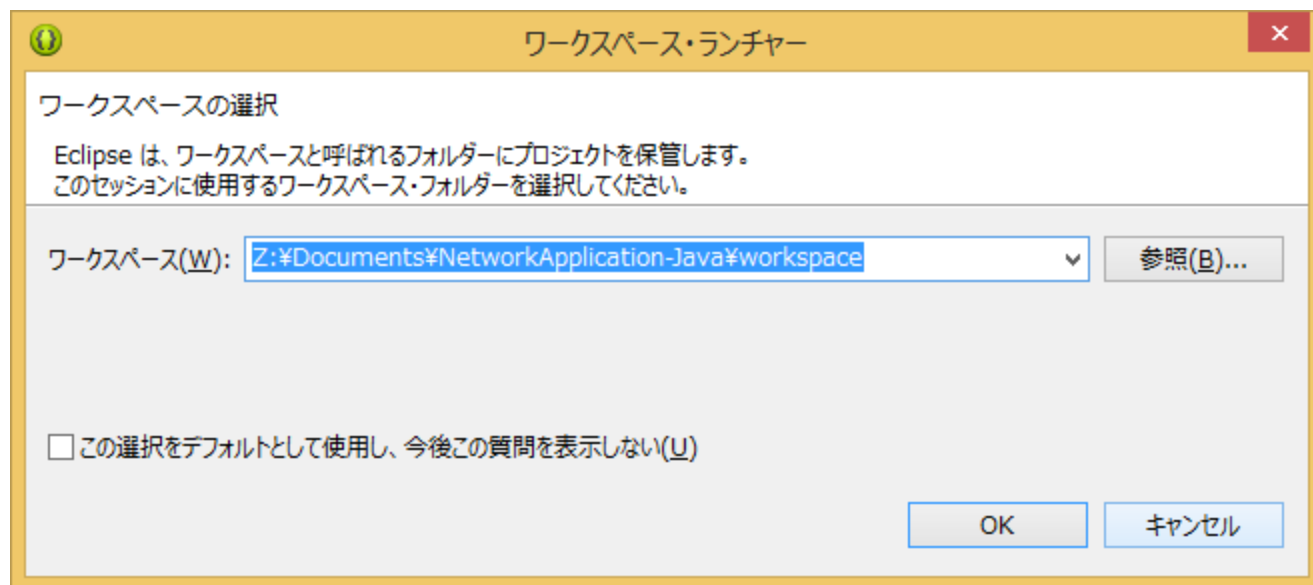 ワークスペース・ランチャー
ワークスペースの選択
Eclipse は、ワークスペースと呼ばれるフォルダーにプロジェクトを保管します。
このセッションに使用するワークスペース・フォルダーを選択してください。
ワークスペース(W): Z:¥Documents¥NetworkApplication-Java¥workspace 参照(B)...
この選択をデフォルトとして使用し、今後この質問を表示しない(U)
OK キャンセル